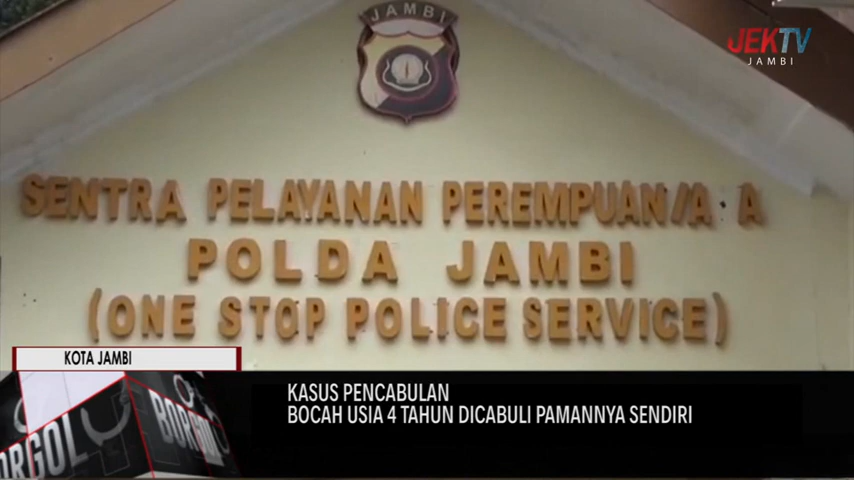 JAMBI
JEKTV
JAMBI
SENTRA PELAYANAN PEREMPUAN/A A
POLDA JAMBI
(ONE STOP POLICE SERVICE)
KOTA JAMBI
KASUS PENCABULAN
BOCAH USIA 4 TAHUN DICABULI PAMANNYA SENDIRI
ORGOL
BORGOL